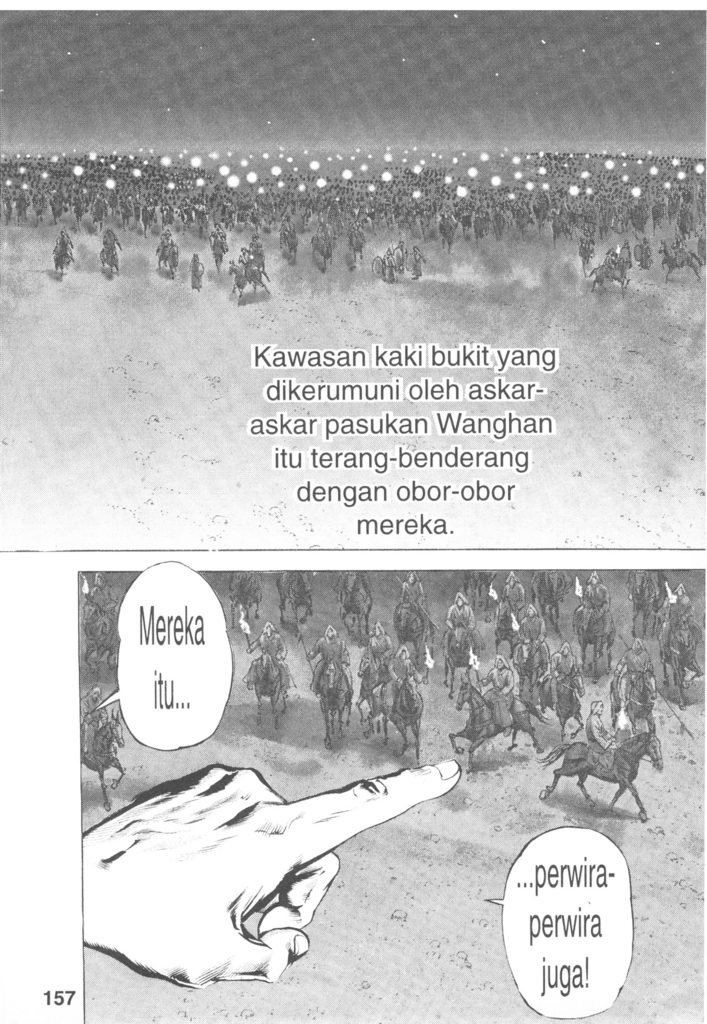 Kawasan kaki bukit yang
dikerumuni oleh askar-
askar pasukan Wanghan
itu terang-benderang
dengan obor-obor
mereka.
Mereka
itu...
...perwira-
perwira
juga!
157